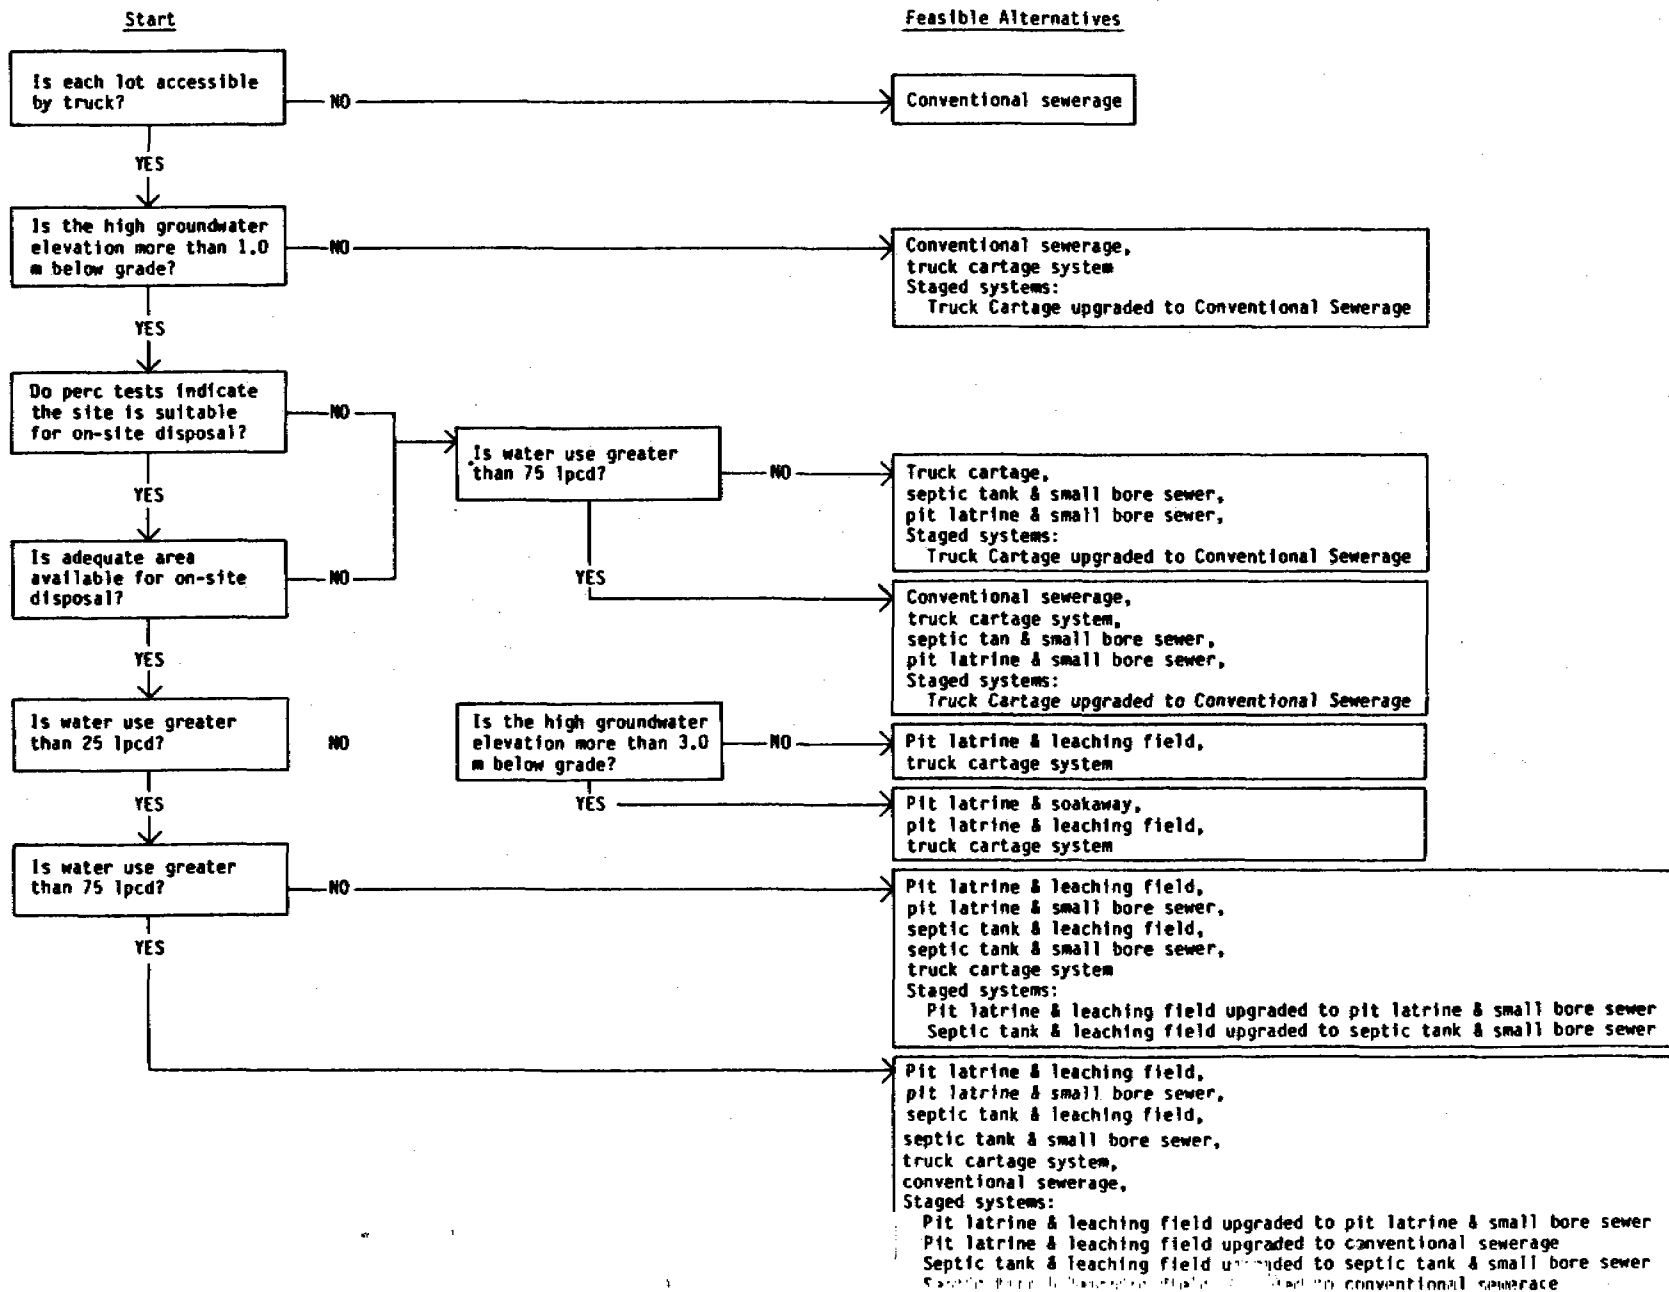 Start
Feasible Alternatives
Is each lot accessible
by truck?
NO
Conventional sewerage
YES
Is the high groundwater
elevation more than 1.0
m below grade?
NO
Conventional sewerage,
truck cartage system
Staged systems:
Truck Cartage upgraded to Conventional Sewerage
YES
Do perc tests indicate
the site is suitable
for on-site disposal?
NO
Is water use greater
than 75 lpcd?
NO
Truck cartage,
septic tank & small bore sewer,
pit latrine & small bore sewer,
Staged systems:
Truck Cartage upgraded to Conventional Sewerage
YES
Is adequate area
available for on-site
disposal?
NO
YES
Conventional sewerage,
truck cartage system,
septic tan & small bore sewer,
pit latrine & small bore sewer,
Staged systems:
Truck Cartage upgraded to Conventional Sewerage
YES
Is water use greater
than 25 lpcd?
NO
Is the high groundwater
elevation more than 3.0
m below grade?
NO
Pit latrine & leaching field,
truck cartage system
YES
YES
Pit latrine & soakaway,
pit latrine & leaching field,
truck cartage system
Is water use greater
than 75 lpcd?
NO
Pit latrine & leaching field,
pit latrine & small bore sewer,
septic tank & leaching field,
septic tank & small bore sewer,
truck cartage system
Staged systems:
Pit latrine & leaching field upgraded to pit latrine & small bore sewer
Septic tank & leaching field upgraded to septic tank & small bore sewer
YES
Pit latrine & leaching field,
pit latrine & small bore sewer,
septic tank & leaching field,
septic tank & small bore sewer,
truck cartage system,
conventional sewerage,
Staged systems:
Pit latrine & leaching field upgraded to pit latrine & small bore sewer
Pit latrine & leaching field upgraded to conventional sewerage
Septic tank & leaching field to septic tank & small bore sewer
to conventional